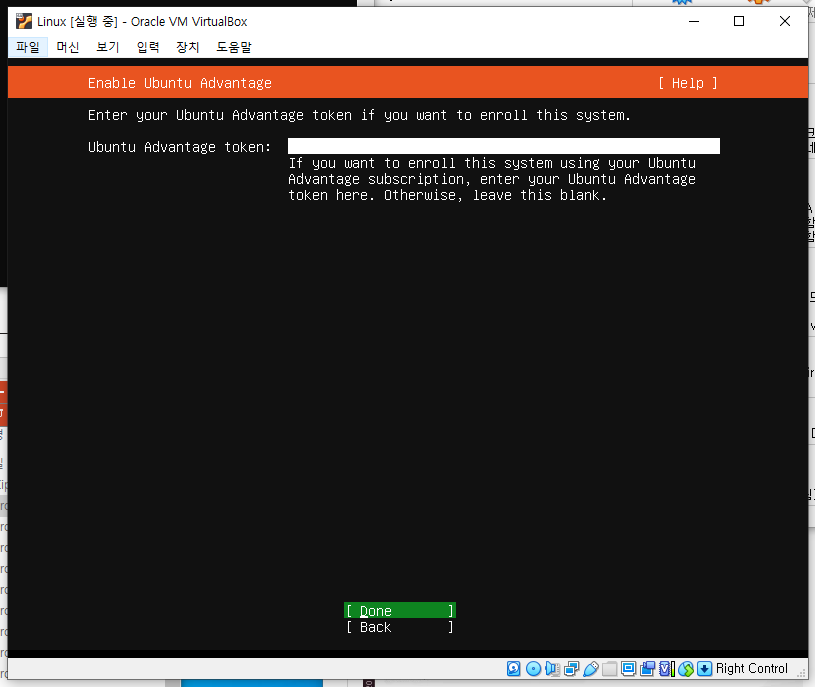 Linux [실행 중] - Oracle VM VirtualBox
파일 머신 보기 입력 장치 도움말
Enable Ubuntu Advantage [ Help ]
Enter your Ubuntu Advantage token if you want to enroll this system.
Ubuntu Advantage token:
If you want to enroll this system using your Ubuntu
Advantage subscription, enter your Ubuntu Advantage
token here. Otherwise, leave this blank.
[ Done ]
[ Back ]
Right Control